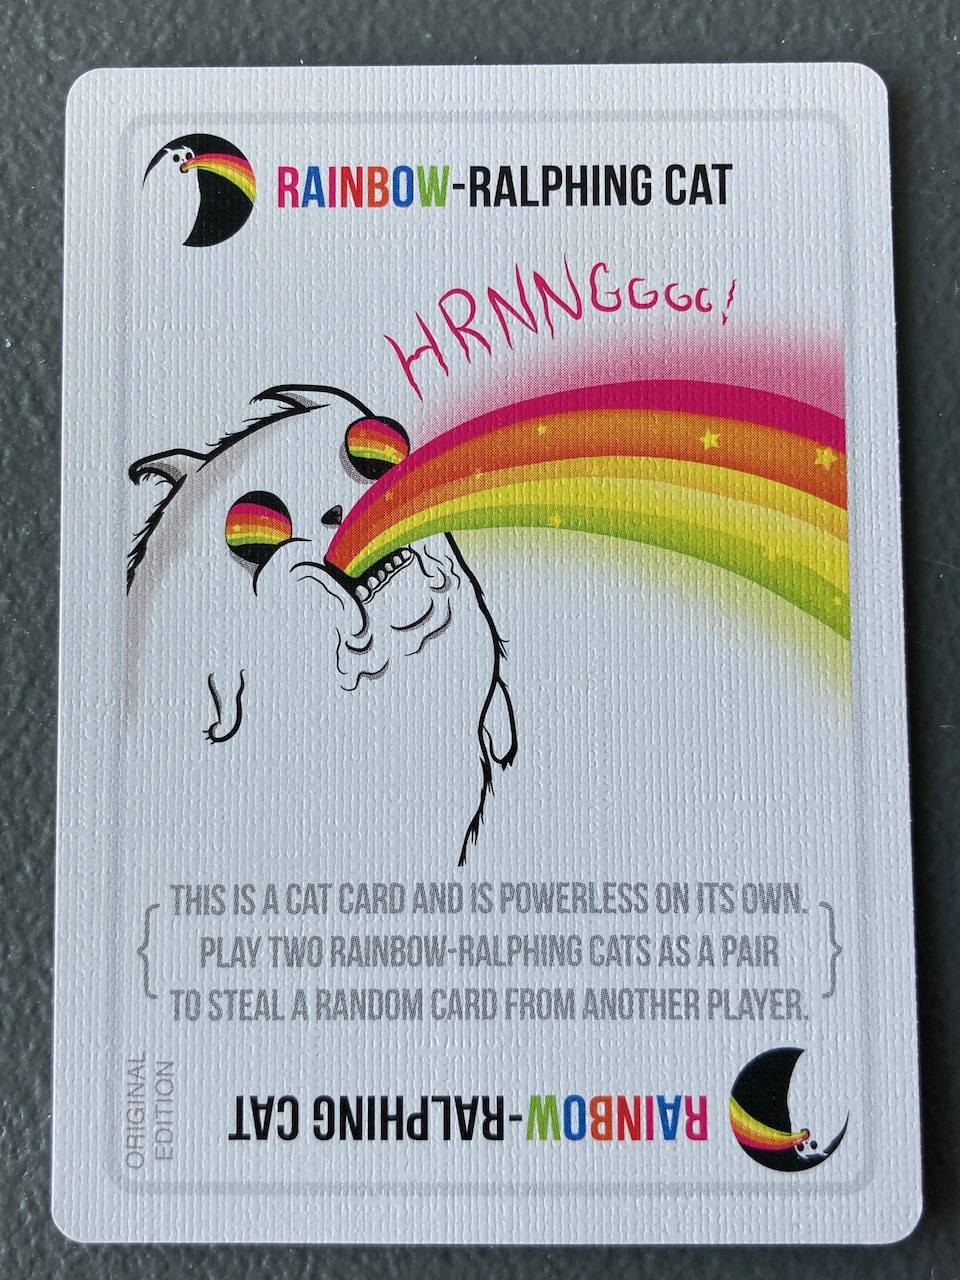 RAINBOW-RALPHING CAT
HRNNGGGGG!
THIS IS A CAT CARD AND IS POWERLESS ON ITS OWN.
PLAY TWO RAINBOW-RALPHING CATS AS A PAIR
TO STEAL A RANDOM CARD FROM ANOTHER PLAYER.
ORIGINAL
EDITION
RAINBOW-RALPHING CAT